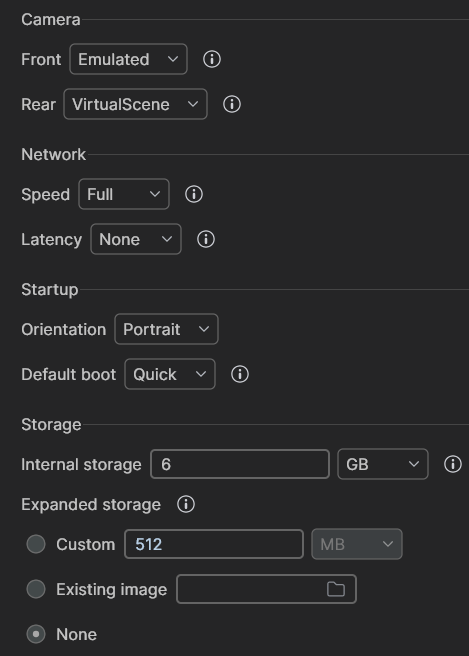 Camera
Front Emulated
Rear VirtualScene
Network
Speed Full
Latency None
Startup
Orientation Portrait
Default boot Quick
Storage
Internal storage 6 GB
Expanded storage
Custom 512 MB
Existing image
None